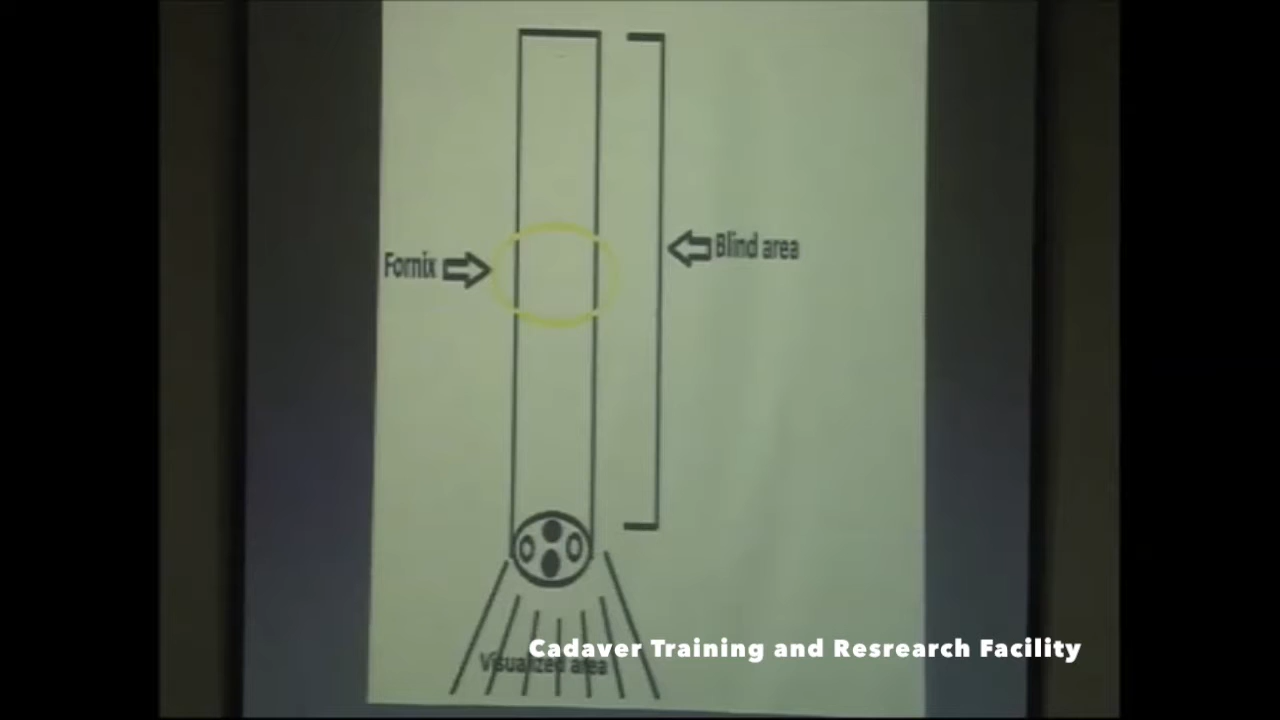 Fornix
Blind area
Cadaver Training and Resrearch Facility
Visualized area